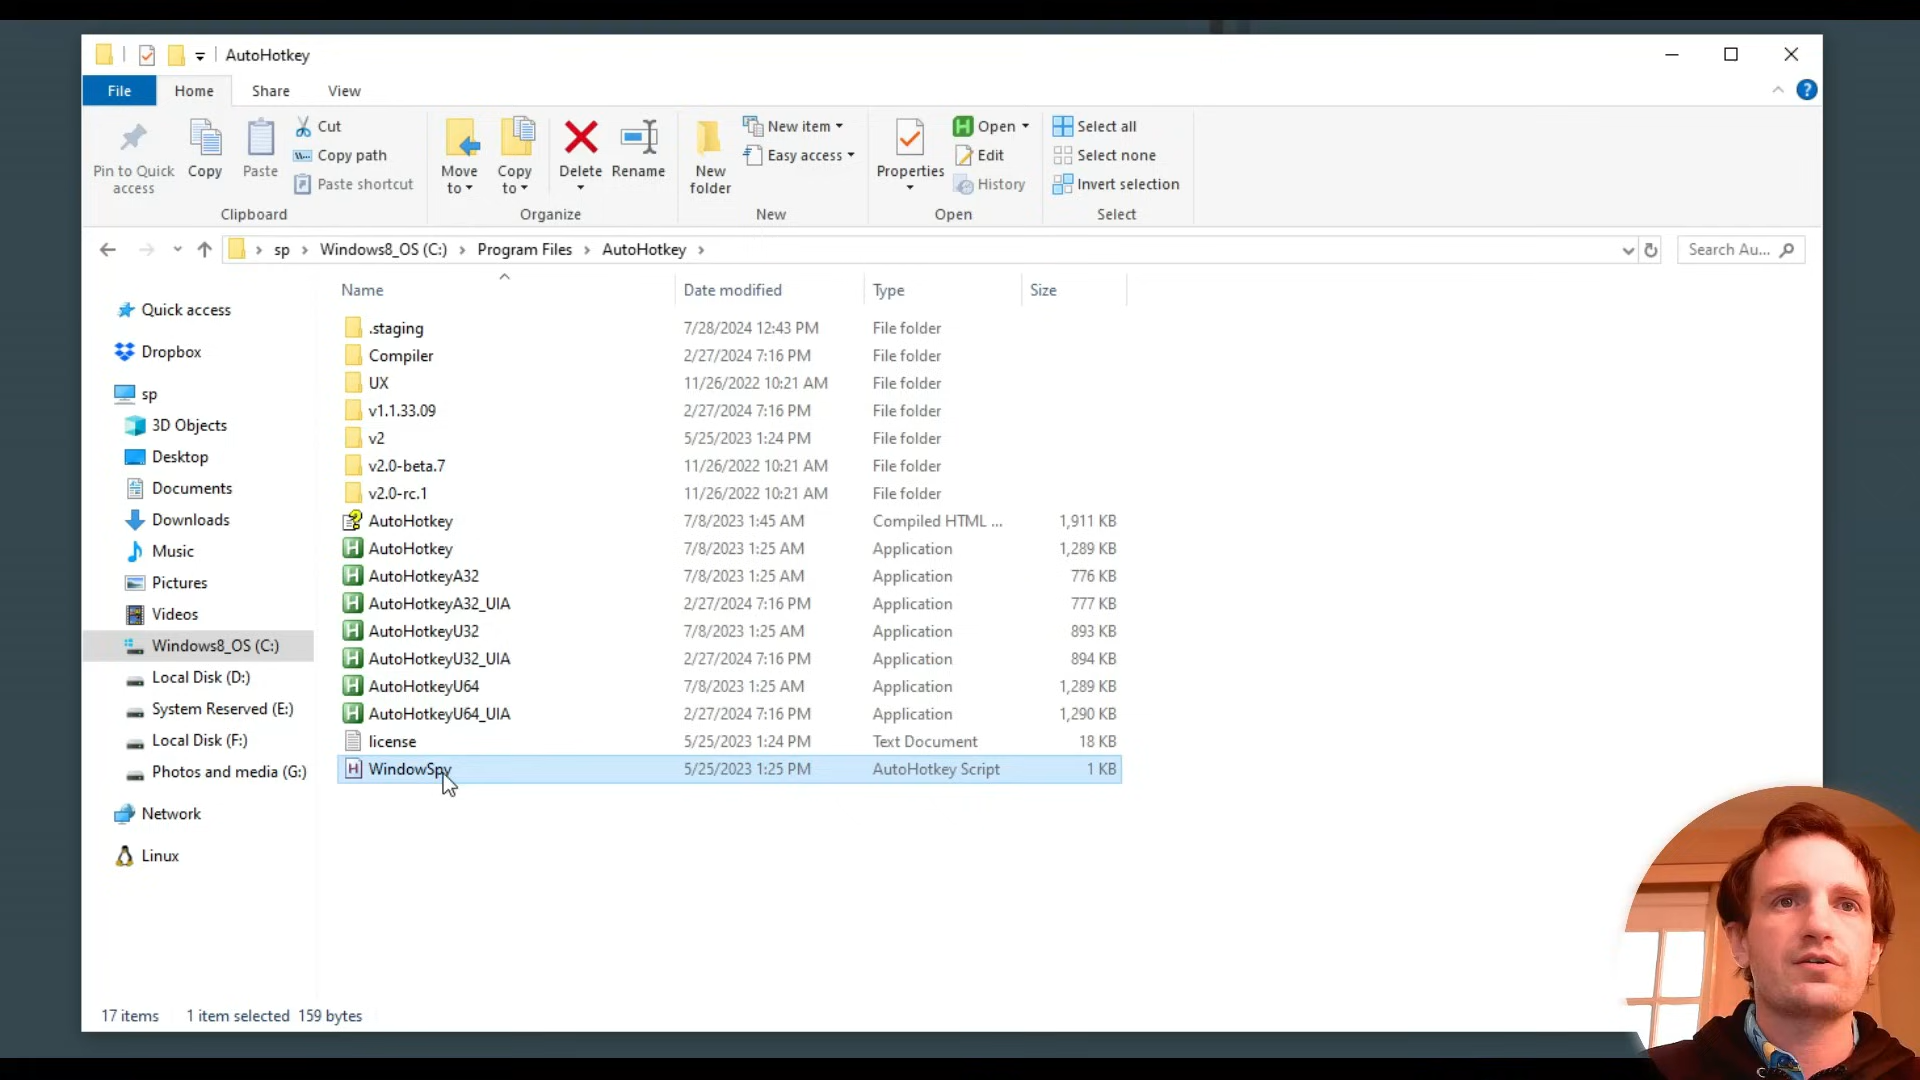 AutoHotkey
File Home Share View
Pin to Quick access
Copy
Paste
Cut
Copy path
Paste shortcut
Clipboard
Move to
Copy to
Delete
Rename
Organize
New folder
New item
Easy access
New
Properties
Open
Edit
History
Open
Select all
Select none
Invert selection
Select
sp > Windows8_OS (C:) > Program Files > AutoHotkey >
Search Au...
Quick access
Dropbox
sp
3D Objects
Desktop
Documents
Downloads
Music
Pictures
Videos
Windows8_OS (C:)
Local Disk (D:)
System Reserved (E:)
Local Disk (F:)
Photos and media (G:)
Network
Linux
Name Date modified Type Size
.staging 7/28/2024 12:43 PM File folder
Compiler 2/27/2024 7:16 PM File folder
UX 11/26/2022 10:21 AM File folder
v1.1.33.09 2/27/2024 7:16 PM File folder
v2 5/25/2023 1:24 PM File folder
v2.0-beta.7 11/26/2022 10:21 AM File folder
v2.0-rc.1 11/26/2022 10:21 AM File folder
AutoHotkey 7/8/2023 1:45 AM Compiled HTML ... 1,911 KB
AutoHotkey 7/8/2023 1:25 AM Application 1,289 KB
AutoHotkeyA32 7/8/2023 1:25 AM Application 776 KB
AutoHotkeyA32_UIA 2/27/2024 7:16 PM Application 777 KB
AutoHotkeyU32 7/8/2023 1:25 AM Application 893 KB
AutoHotkeyU32_UIA 2/27/2024 7:16 PM Application 894 KB
AutoHotkeyU64 7/8/2023 1:25 AM Application 1,289 KB
AutoHotkeyU64_UIA 2/27/2024 7:16 PM Application 1,290 KB
license 5/25/2023 1:24 PM Text Document 18 KB
WindowSpy 5/25/2023 1:25 PM AutoHotkey Script 1 KB
17 items 1 item selected 159 bytes